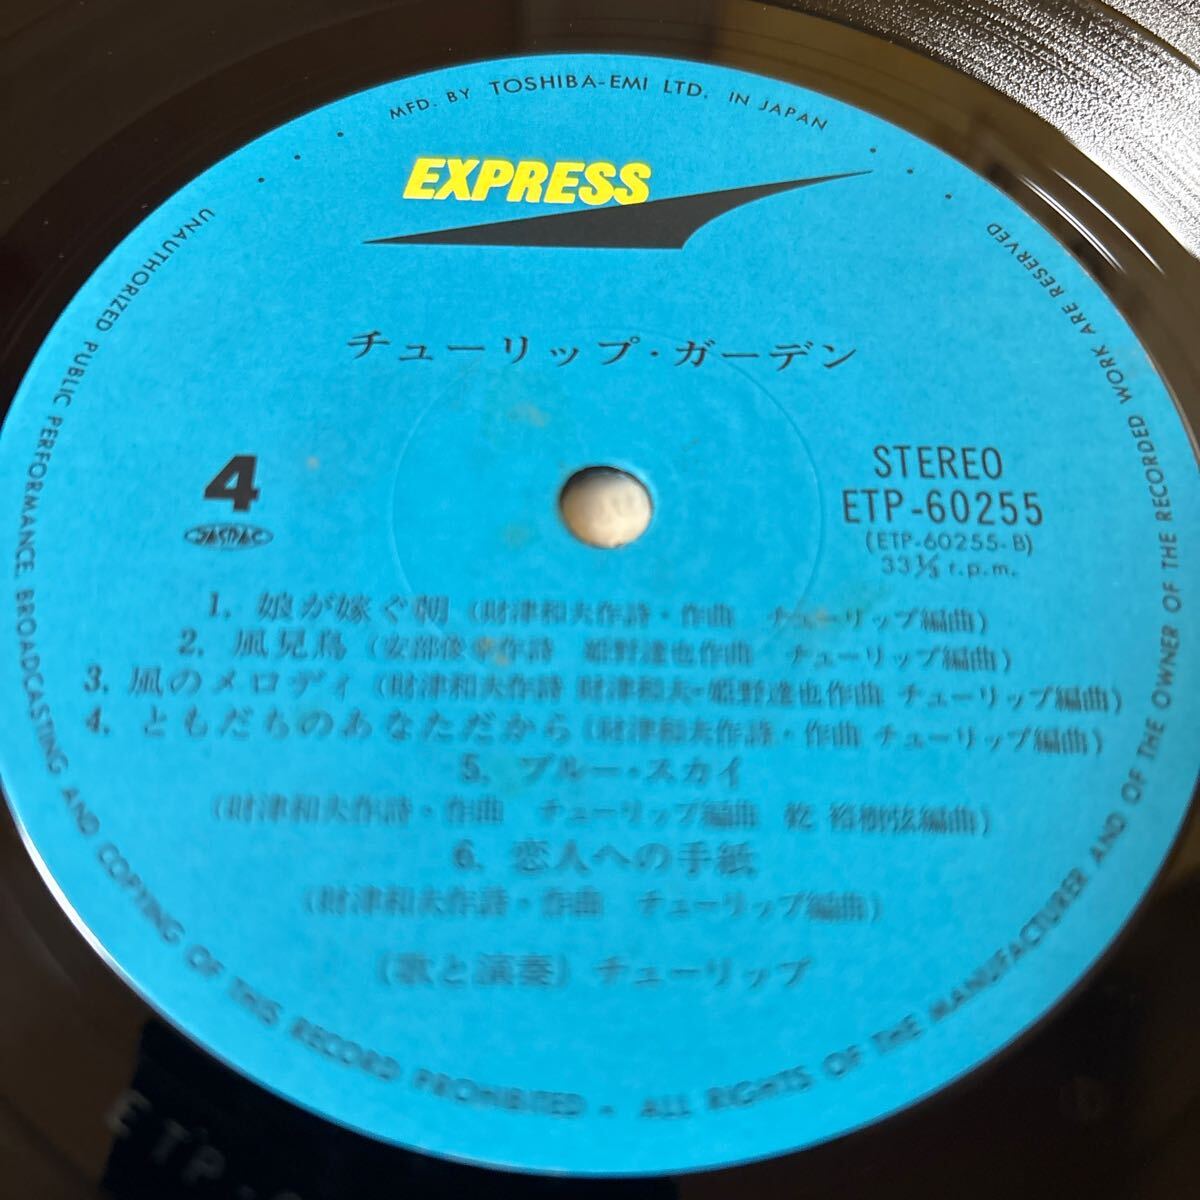 MFD. BY TOSHIBA-EMI LTD. IN JAPAN
EXPRESS
チューリップ・ガーデン
4
JASRAC
STEREO
ETP-60255
(ETP-60255-B)
33⅓ r.p.m.
1. 娘が嫁ぐ朝(財津和夫作詩・作曲 チューリップ編曲)
2. 風見鳥(安部俊幸作詩 姫野達也作曲 チューリップ編曲)
3. 風のメロディ(財津和夫作詩 財津和夫・姫野達也作曲 チューリップ編曲)
4. ともだちのあなただから(財津和夫作詩・作曲 チューリップ編曲)
5. ブルー・スカイ
(財津和夫作詩・作曲 チューリップ編曲 乾 裕樹弦編曲)
6. 恋人への手紙
(財津和夫作詩・作曲 チューリップ編曲)
(歌と演奏)チューリップ
UNAUTHORIZED PUBLIC PERFORMANCE, BROADCASTING AND COPYING OF THIS RECORD PROHIBITED - ALL RIGHTS OF THE MANUFACTURER AND OF THE OWNER OF THE RECORDED WORK ARE RESERVED